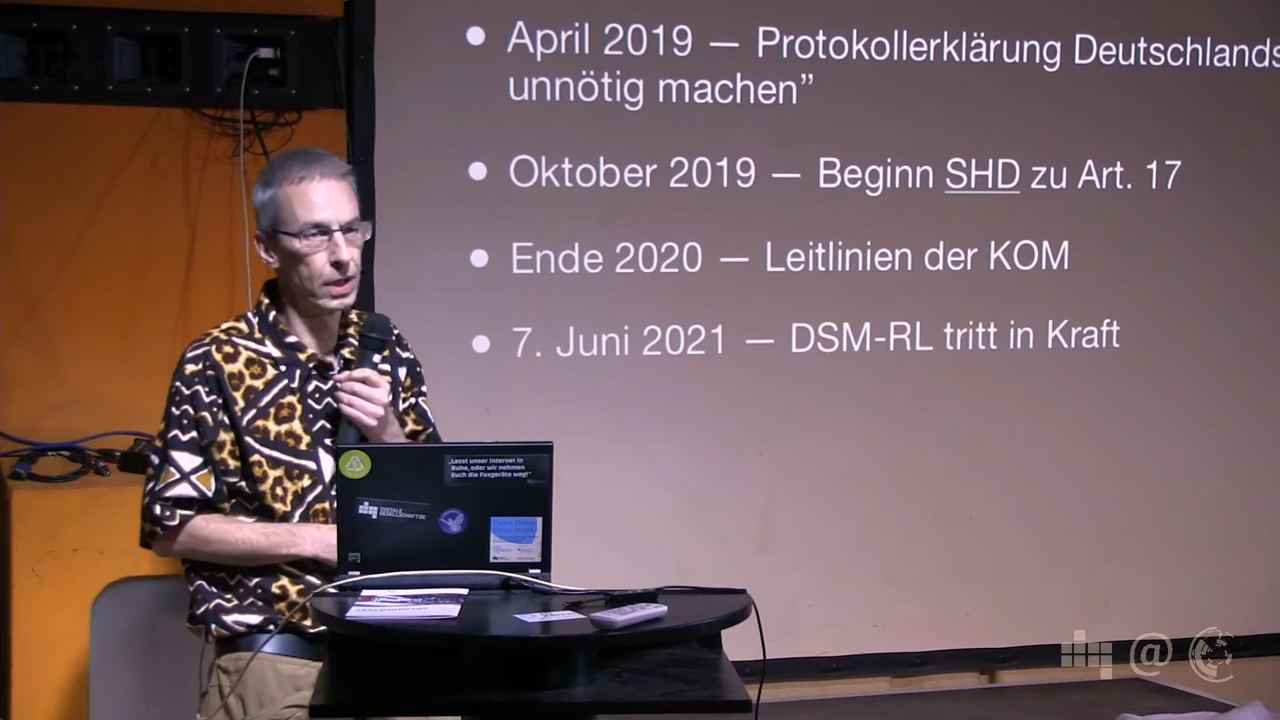 April 2019 — Protokollerklärung Deutschlands
unnötig machen”
Oktober 2019 — Beginn SHD zu Art. 17
Ende 2020 — Leitlinien der KOM
7. Juni 2021 — DSM-RL tritt in Kraft
„Lasst unser Internet in
Ruhe, oder wir nehmen
Euch die Faxgeräte weg!“
DIGITALE
GESELLSCHAFT.DE
@